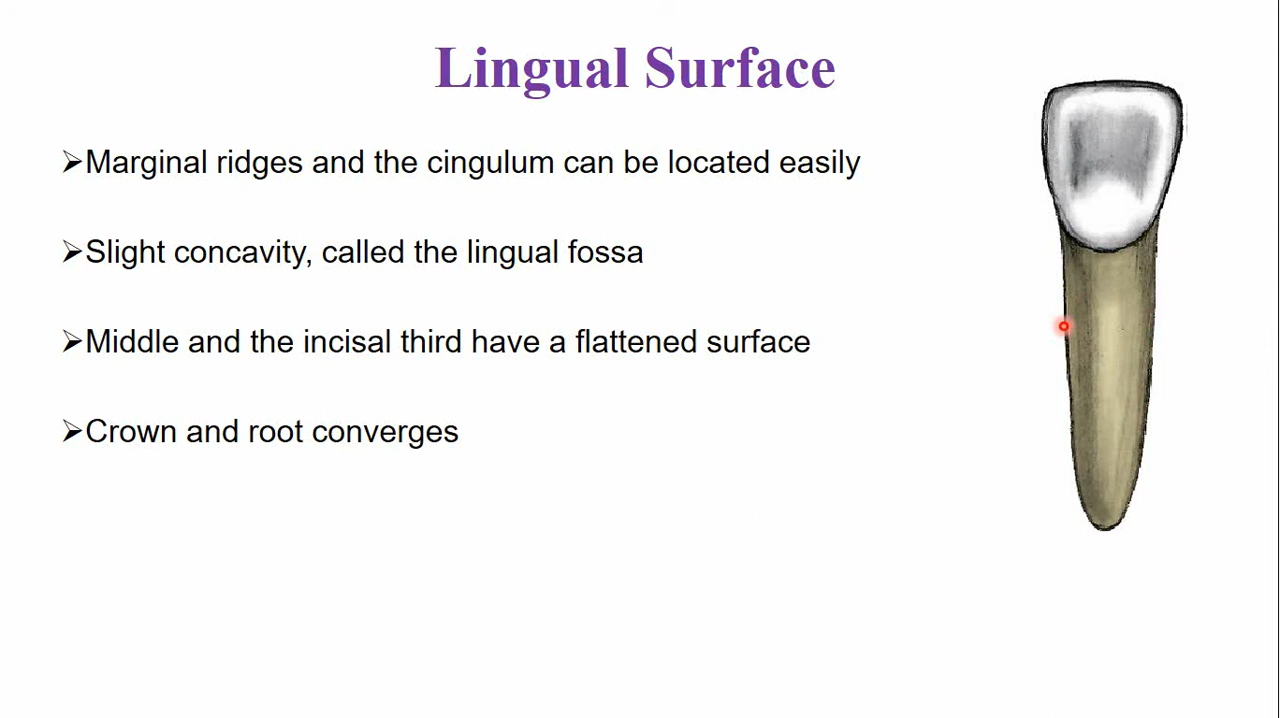 Lingual Surface
➢Marginal ridges and the cingulum can be located easily
➢Slight concavity, called the lingual fossa
➢Middle and the incisal third have a flattened surface
➢Crown and root converges